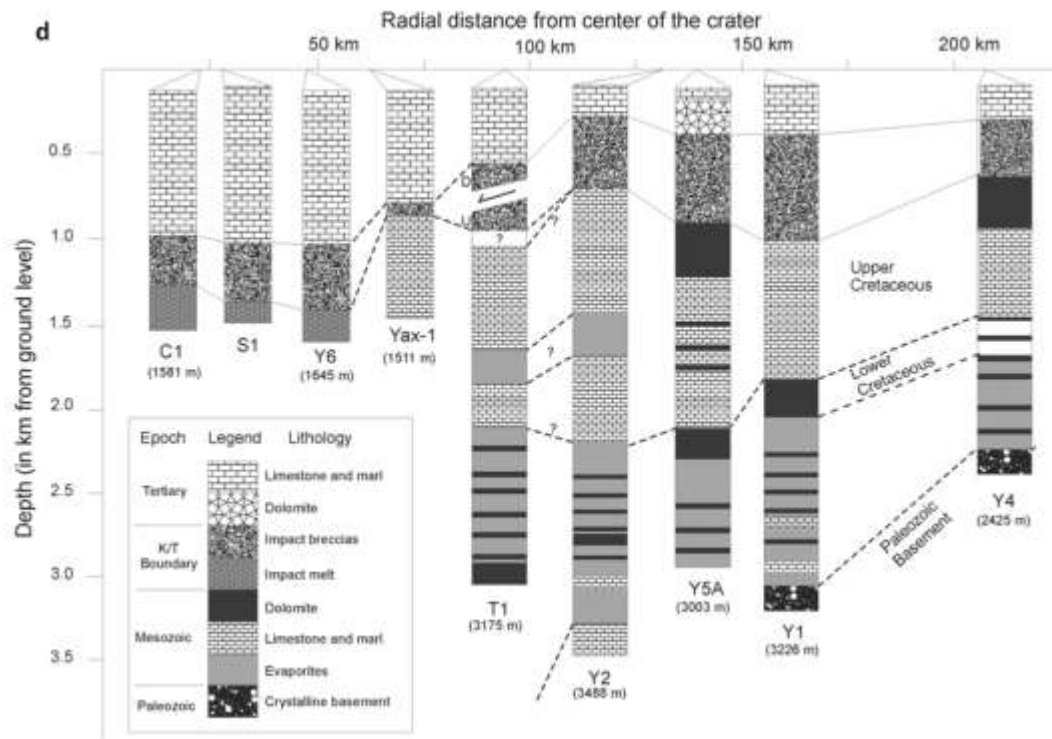 d
Radial distance from center of the crater
50 km
100 km
150 km
200 km
Depth (in km from ground level)
0.5
1.0
1.5
2.0
2.5
3.0
3.5
b
u
?
?
?
?
?
C1
(1581 m)
S1
Y6
(1645 m)
Yax-1
(1511 m)
T1
(3175 m)
Y2
(3488 m)
Y5A
(3003 m)
Y1
(3226 m)
Y4
(2425 m)
Upper
Cretaceous
Lower
Cretaceous
Paleozoic
Basement
Epoch Legend Lithology
Tertiary
Limestone and marl
Dolomite
K/T
Boundary
Impact breccias
Impact melt
Mesozoic
Dolomite
Limestone and marl
Evaporites
Paleozoic
Crystalline basement